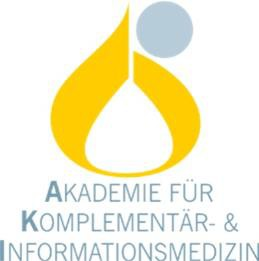 AKADEMIE FÜR
KOMPLEMENTÄR- &
INFORMATIONSMEDIZIN